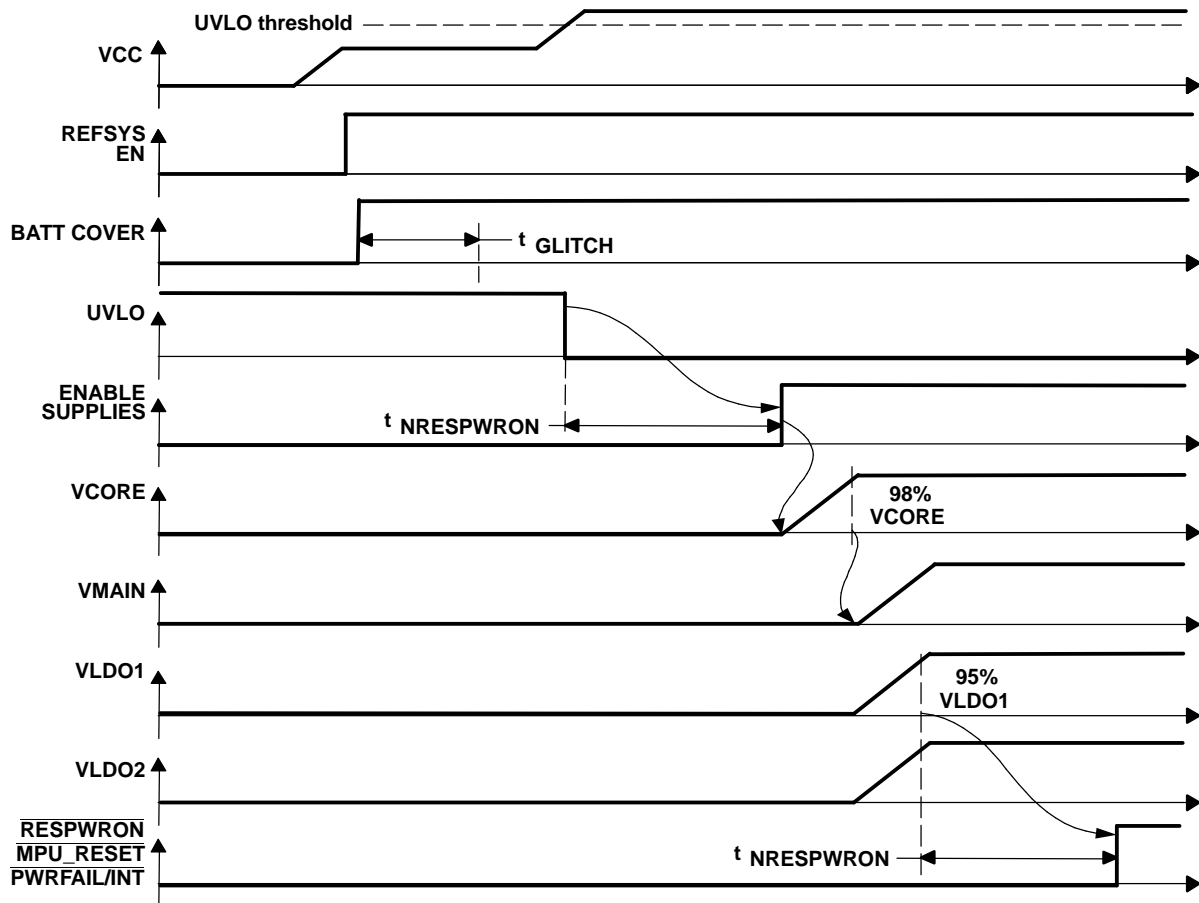 UVLO threshold
VCC
REFSYS
EN
BATT COVER
t GLITCH
UVLO
ENABLE
SUPPLIES
t NRESPWRON
VCORE
98%
VCORE
VMAIN
VLDO1
95%
VLDO1
VLDO2
RESPWRON
MPU_RESET
PWRFAIL/INT
t NRESPWRON